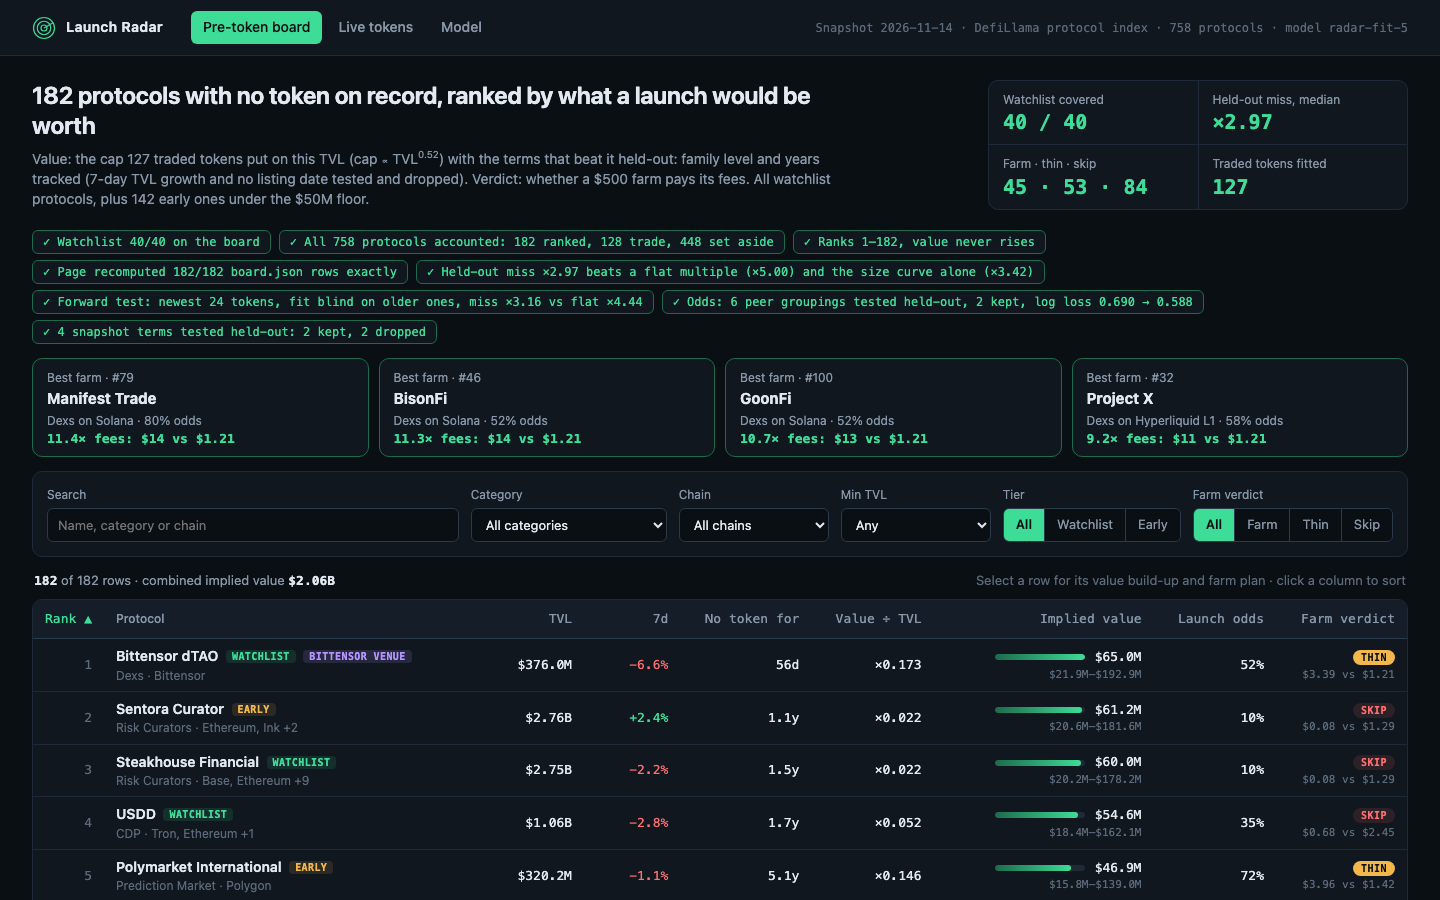 Launch Radar Pre-token board Live tokens Model Snapshot 2026-11-14 · DefiLlama protocol index · 758 protocols · model radar-fit-5
182 protocols with no token on record, ranked by what a launch would be
worth
Value: the cap 127 traded tokens put on this TVL (cap ∝ TVL^0.52) with the terms that beat it held-out: family level and years
tracked (7-day TVL growth and no listing date tested and dropped). Verdict: whether a $500 farm pays its fees. All watchlist
protocols, plus 142 early ones under the $50M floor.
Watchlist covered
40 / 40
Held-out miss, median
×2.97
Farm · thin · skip
45 · 53 · 84
Traded tokens fitted
127
✓ Watchlist 40/40 on the board ✓ All 758 protocols accounted: 182 ranked, 128 trade, 448 set aside ✓ Ranks 1–182, value never rises
✓ Page recomputed 182/182 board.json rows exactly ✓ Held-out miss ×2.97 beats a flat multiple (×5.00) and the size curve alone (×3.42)
✓ Forward test: newest 24 tokens, fit blind on older ones, miss ×3.16 vs flat ×4.44 ✓ Odds: 6 peer groupings tested held-out, 2 kept, log loss 0.690 → 0.588
✓ 4 snapshot terms tested held-out: 2 kept, 2 dropped
Best farm · #79
Manifest Trade
Dexs on Solana · 80% odds
11.4× fees: $14 vs $1.21
Best farm · #46
BisonFi
Dexs on Solana · 52% odds
11.3× fees: $14 vs $1.21
Best farm · #100
GoonFi
Dexs on Solana · 52% odds
10.7× fees: $13 vs $1.21
Best farm · #32
Project X
Dexs on Hyperliquid L1 · 58% odds
9.2× fees: $11 vs $1.21
Search Category Chain Min TVL Tier Farm verdict
Name, category or chain All categories All chains Any All Watchlist Early All Farm Thin Skip
182 of 182 rows · combined implied value $2.06B Select a row for its value build-up and farm plan · click a column to sort
Rank ▲ Protocol TVL 7d No token for Value ÷ TVL Implied value Launch odds Farm verdict
1 Bittensor dTAO WATCHLIST BITTENSOR VENUE $376.0M −6.6% 56d ×0.173 $65.0M 52% THIN
Dexs · Bittensor $21.9M–$192.9M $3.39 vs $1.21
2 Sentora Curator EARLY $2.76B +2.4% 1.1y ×0.022 $61.2M 10% SKIP
Risk Curators · Ethereum, Ink +2 $20.6M–$181.6M $0.08 vs $1.29
3 Steakhouse Financial WATCHLIST $2.75B −2.2% 1.5y ×0.022 $60.0M 10% SKIP
Risk Curators · Base, Ethereum +9 $20.2M–$178.2M $0.08 vs $1.29
4 USDD WATCHLIST $1.06B −2.8% 1.7y ×0.052 $54.6M 35% SKIP
CDP · Tron, Ethereum +1 $18.4M–$162.1M $0.68 vs $2.45
5 Polymarket International EARLY $320.2M −1.1% 5.1y ×0.146 $46.9M 72% THIN
Prediction Market · Polygon $15.8M–$139.0M $3.96 vs $1.42